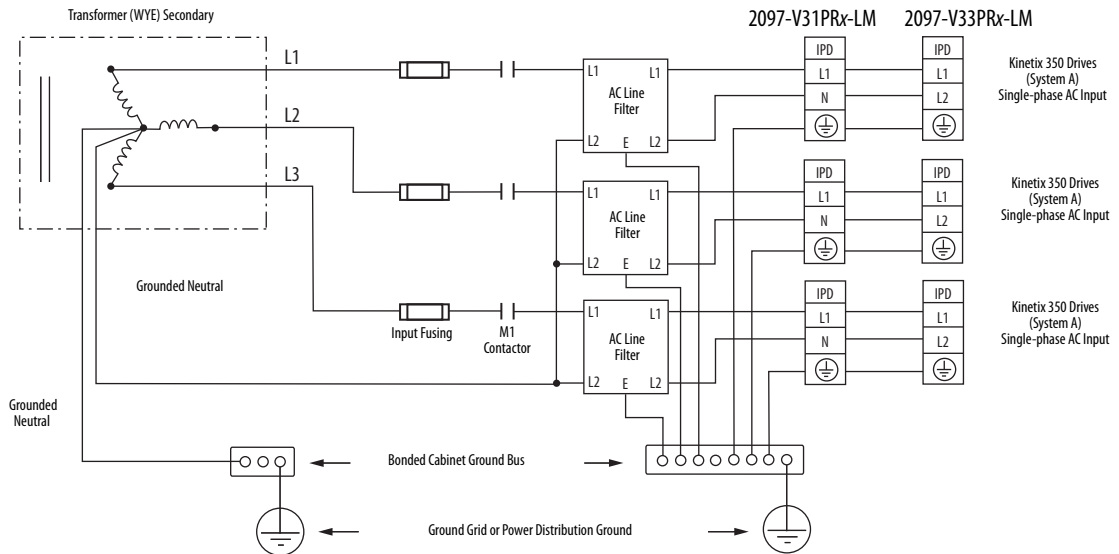 Transformer (WYE) Secondary
2097-V31PRx-LM 2097-V33PRx-LM
L1
L2
L3
Input Fusing
M1
Contactor
L1 L1
AC Line
Filter
L2 E L2
L1 L1
AC Line
Filter
L2 E L2
L1 L1
AC Line
Filter
L2 E L2
IPD
L1
N
IPD
L1
L2
Kinetix 350 Drives
(System A)
Single-phase AC Input
IPD
L1
N
IPD
L1
L2
Kinetix 350 Drives
(System A)
Single-phase AC Input
IPD
L1
N
IPD
L1
L2
Kinetix 350 Drives
(System A)
Single-phase AC Input
Grounded Neutral
Grounded
Neutral
Bonded Cabinet Ground Bus
Ground Grid or Power Distribution Ground